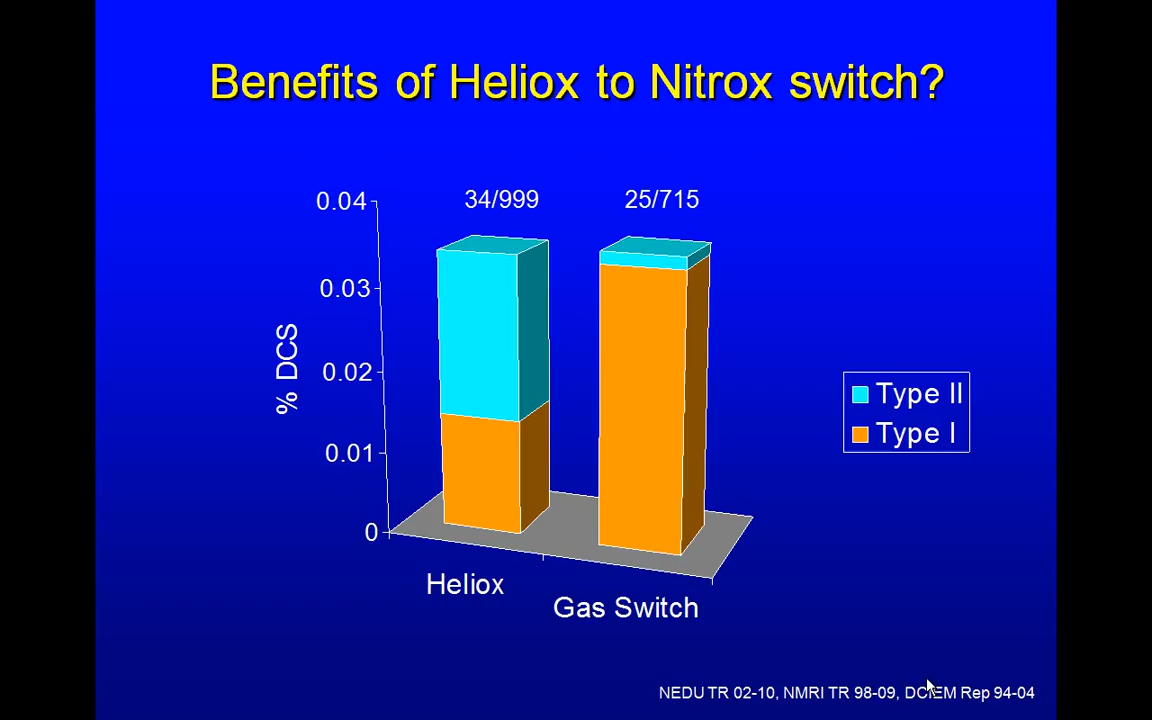 Benefits of Heliox to Nitrox switch?
34/999
25/715
0.04
0.03
0.02
0.01
0
% DCS
Type II
Type I
Heliox
Gas Switch
NEDU TR 02-10, NMRI TR 98-09, DCIEM Rep 94-04